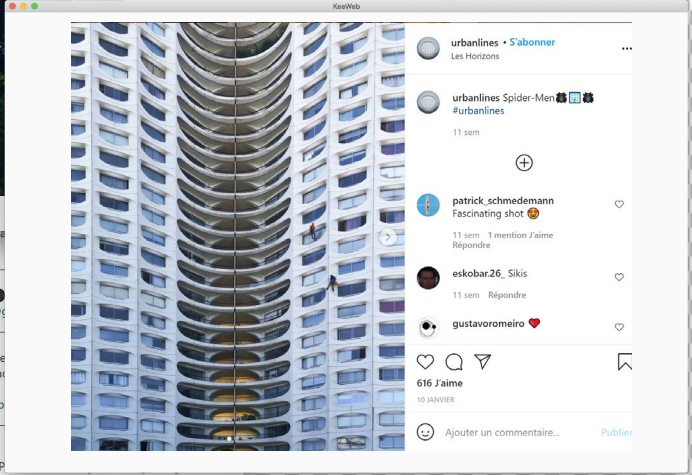 KeeWeb
urbanlines • S'abonner
Les Horizons
urbanlines Spider-Men
#urbanlines
11 sem
patrick_schmedemann
Fascinating shot 🥰
11 sem 1 mention J'aime
Répondre
eskobar.26_ Sikis
11 sem Répondre
gustavoromeiro ❤️
616 J'aime
10 JANVIER
Ajouter un commentaire...
Publier